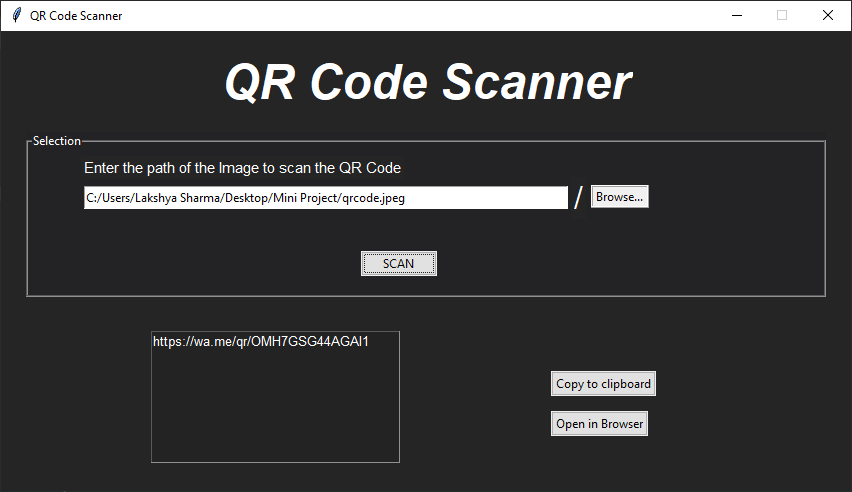 QR Code Scanner
QR Code Scanner
Selection
Enter the path of the Image to scan the QR Code
C:/Users/Lakshya Sharma/Desktop/Mini Project/qrcode.jpeg / Browse...
SCAN
https://wa.me/qr/OMH7GSG44AGAI1
Copy to clipboard
Open in Browser